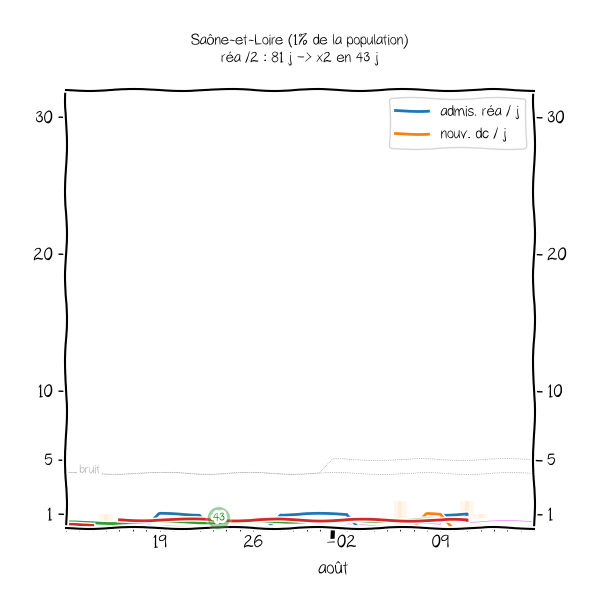 Saône-et-Loire (1% de la population)
réa /2 : 81 j -> x2 en 43 j
admis. réa / j
nouv. dc / j
30
30
20
20
10
10
5
5
bruit
1
1
43
19
26
02
09
août